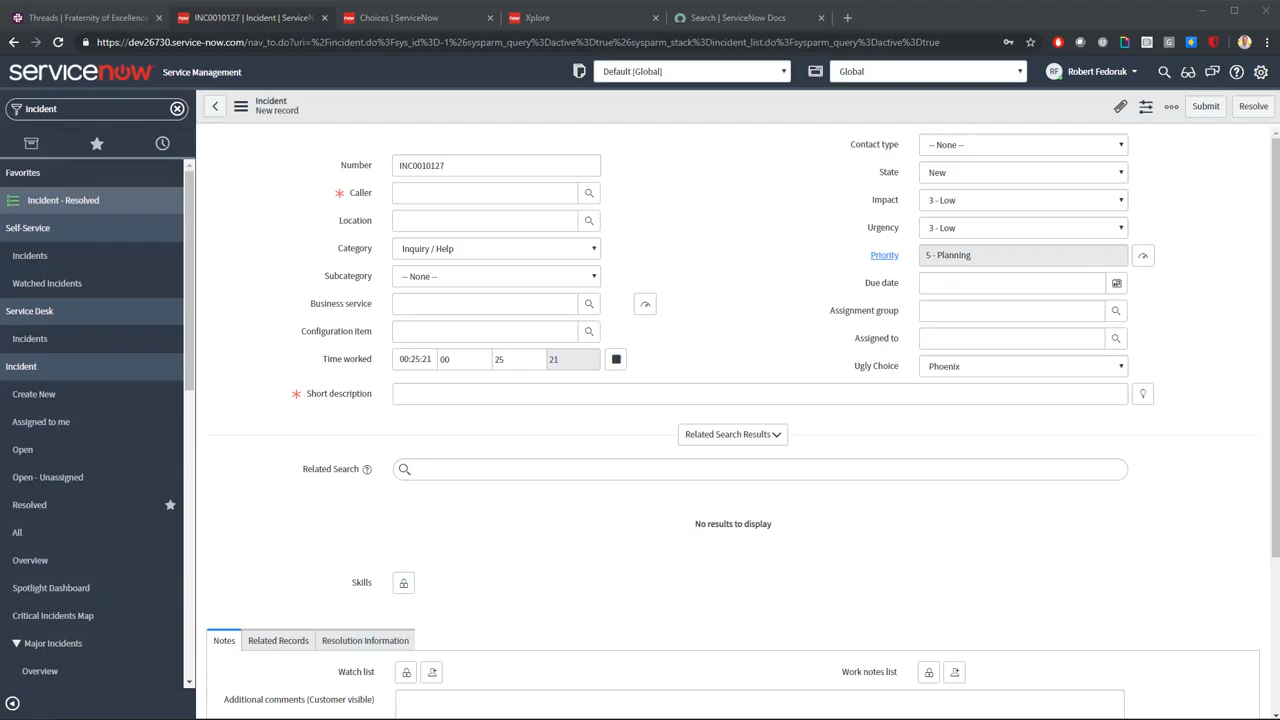 Threads | Fraternity of Excellence
INC0010127 | Incident | ServiceN
Choices | ServiceNow
Xplore
Search | ServiceNow Docs
https://dev26730.service-now.com/nav_to.do?uri=%2Fincident.do%3Fsys_id%3D-1%26sysparm_query%3Dactive%3Dtrue%26sysparm_stack%3Dincident_list.do%3Fsysparm_query%3Dactive%3Dtrue
servicenow Service Management
Default [Global]
Global
RF Robert Fedoruk
Incident
Favorites
Incident - Resolved
Self-Service
Incidents
Watched Incidents
Service Desk
Incidents
Incident
Create New
Assigned to me
Open
Open - Unassigned
Resolved
All
Overview
Spotlight Dashboard
Critical Incidents Map
Major Incidents
Overview
Incident
New record
Submit
Resolve
Number INC0010127
Caller
Location
Category Inquiry / Help
Subcategory -- None --
Business service
Configuration item
Time worked 00:25:21 00 25 21
Contact type -- None --
State New
Impact 3 - Low
Urgency 3 - Low
Priority 5 - Planning
Due date
Assignment group
Assigned to
Ugly Choice Phoenix
Short description
Related Search Results
Related Search
No results to display
Skills
Notes Related Records Resolution Information
Watch list
Work notes list
Additional comments (Customer visible)